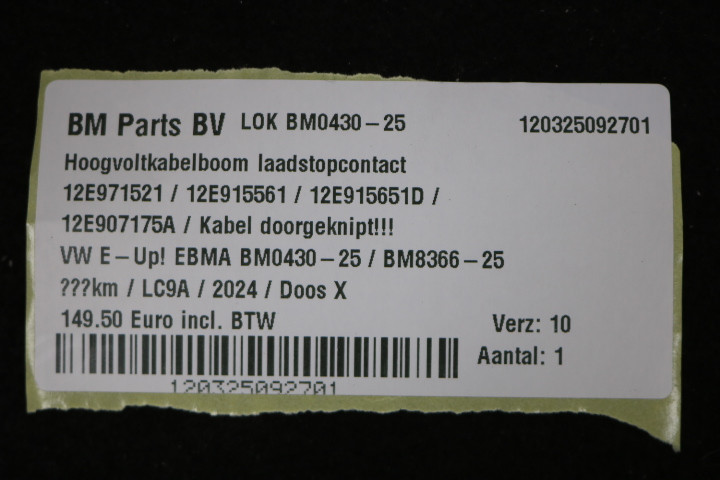 BM Parts BV LOK BM0430-25 120325092701
Hoogvoltkabelboom laadstopcontact
12E971521 / 12E915561 / 12E915651D /
12E907175A / Kabel doorgeknipt!!!
VW E-Up! EBMA BM0430-25 / BM8366-25
???km / LC9A / 2024 / Doos X
149.50 Euro incl. BTW Verz: 10
Aantal: 1
120325092701